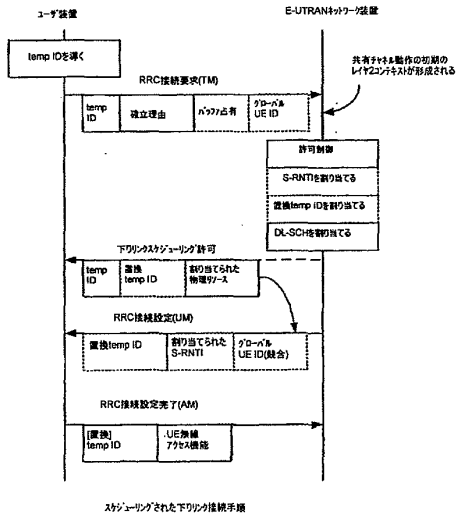 ユーザ装置
E-UTRANネットワーク装置
temp IDを導く
共有チャネル動作の初期の
レイヤ2コンテキストが形成される
RRC接続要求(TM)
temp
ID
確立理由
バッファ占有
グローバル
UE ID
許可制御
S-RNTIを割り当てる
置換temp IDを割り当てる
DL-SCHを割り当てる
下りリンクスケジューリング許可
temp
ID
置換
temp ID
割り当てられた
物理リソース
RRC接続設定(UM)
置換temp ID
割り当てられた
S-RNTI
グローバル
UE ID(競合)
RRC接続設定完了(AM)
[置換]
temp ID
UE無線
アクセス機能
スケジューリングされた下りリンク接続手順